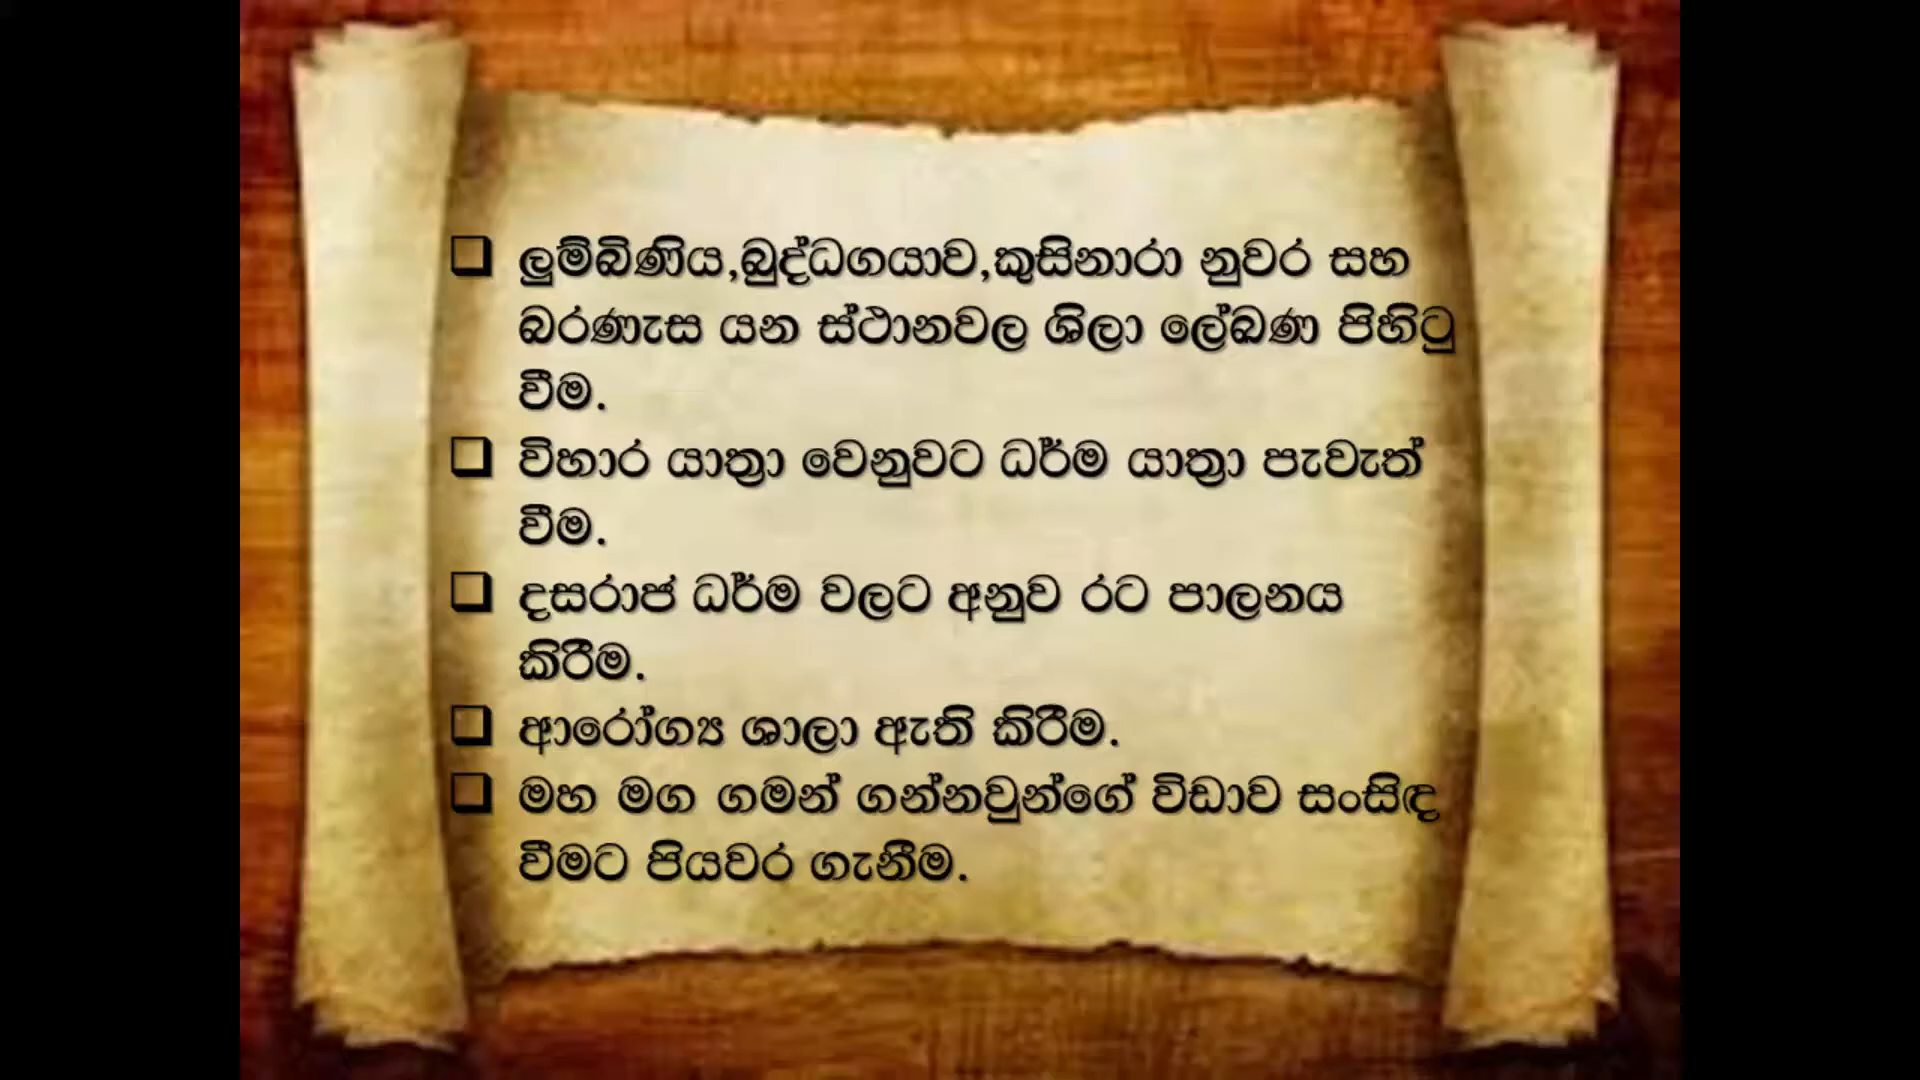 ❑ ලුම්බිණිය,බුද්ධගයාව,කුසිනාරා නුවර සහ
බරණැස යන ස්ථානවල ශිලා ලේඛණ පිහිටු
වීම.
❑ විහාර යාත්‍රා වෙනුවට ධර්ම යාත්‍රා පැවැත්
වීම.
❑ දසරාජ ධර්ම වලට අනුව රට පාලනය
කිරීම.
❑ ආරෝග්‍ය ශාලා ඇති කිරීම.
❑ මහ මග ගමන් ගන්නවුන්ගේ විඩාව සංසිඳ
වීමට පියවර ගැනීම.